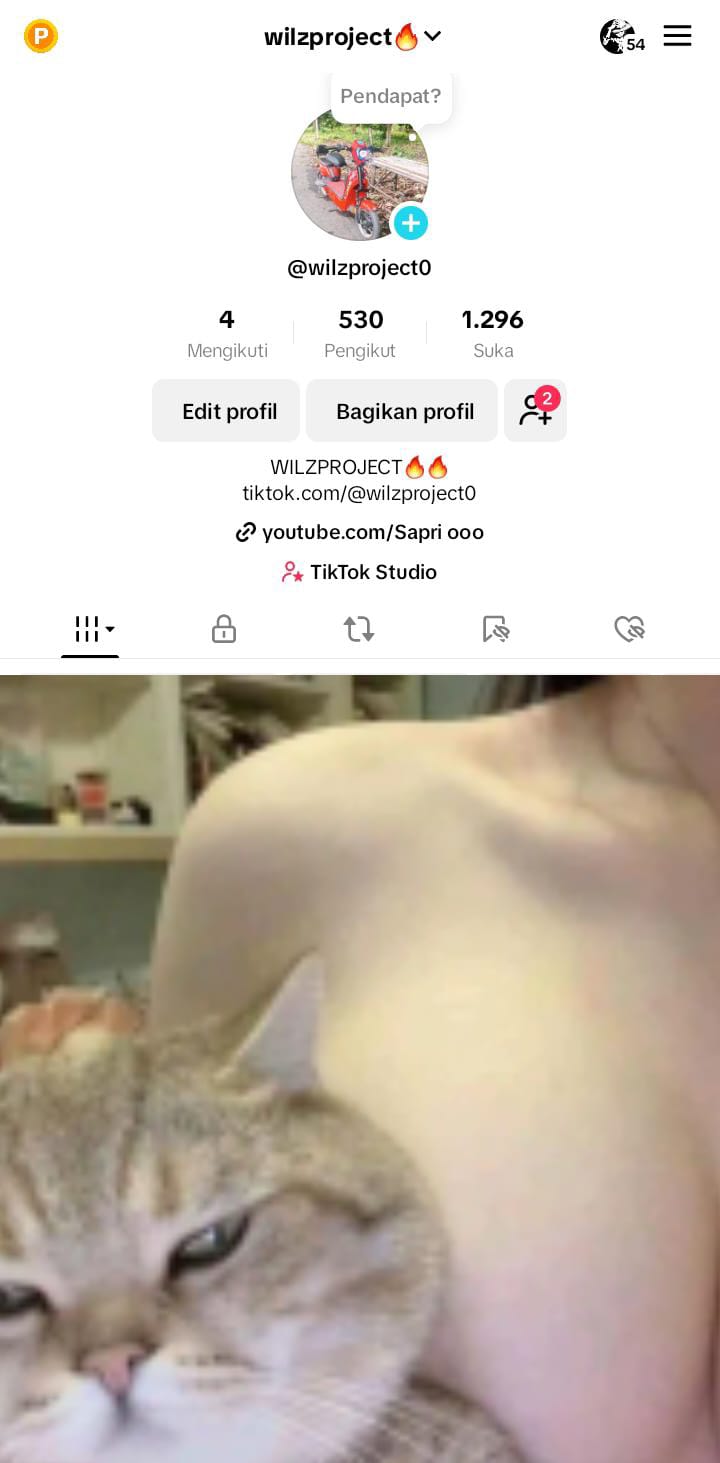 P
wilzproject🔥
54
Pendapat?
@wilzproject0
4 530 1.296
Mengikuti Pengikut Suka
Edit profil Bagikan profil 2
WILZPROJECT🔥🔥
tiktok.com/@wilzproject0
youtube.com/Sapri ooo
TikTok Studio